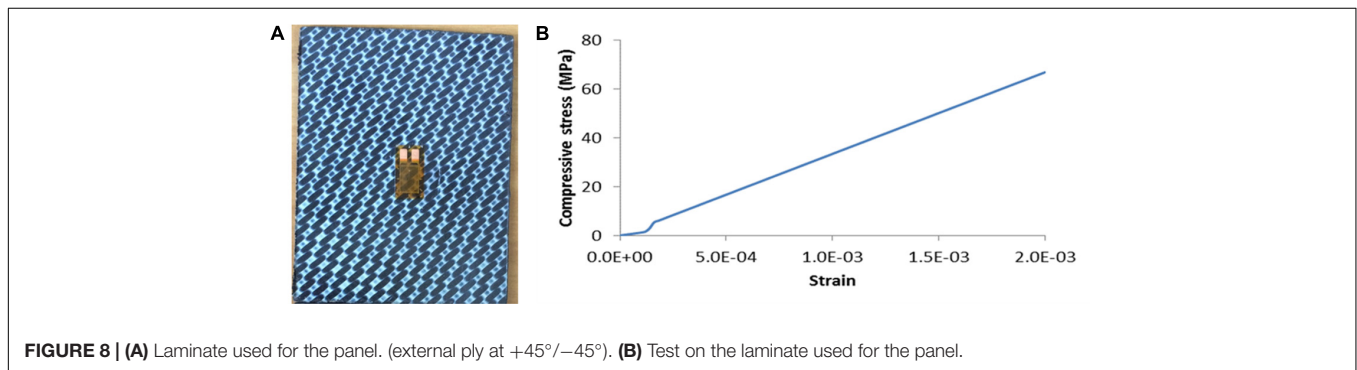 A
B
80
60
40
20
0
Compressive stress (MPa)
0.0E+00 5.0E-04 1.0E-03 1.5E-03 2.0E-03
Strain
FIGURE 8 | (A) Laminate used for the panel. (external ply at +45°/−45°). (B) Test on the laminate used for the panel.